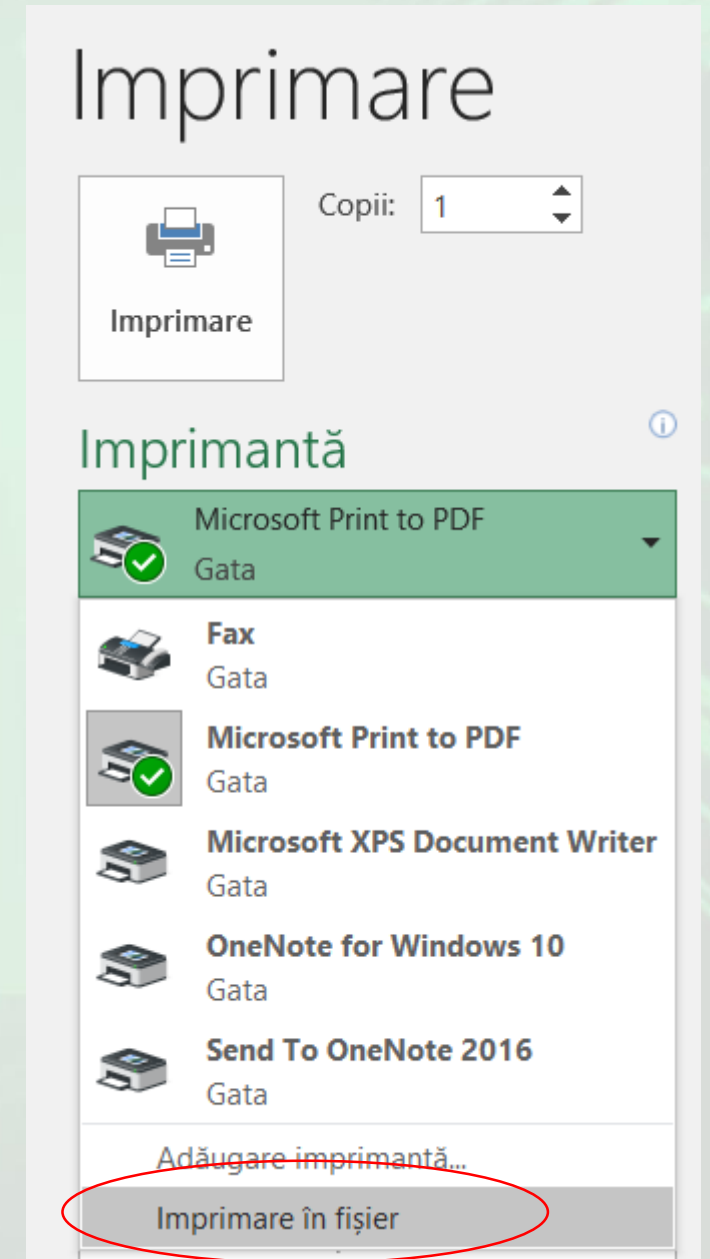 Imprimare
Copii: 1
Imprimare
Imprimantă
Microsoft Print to PDF
Gata
Fax
Gata
Microsoft Print to PDF
Gata
Microsoft XPS Document Writer
Gata
OneNote for Windows 10
Gata
Send To OneNote 2016
Gata
Adăugare imprimantă...
Imprimare în fișier